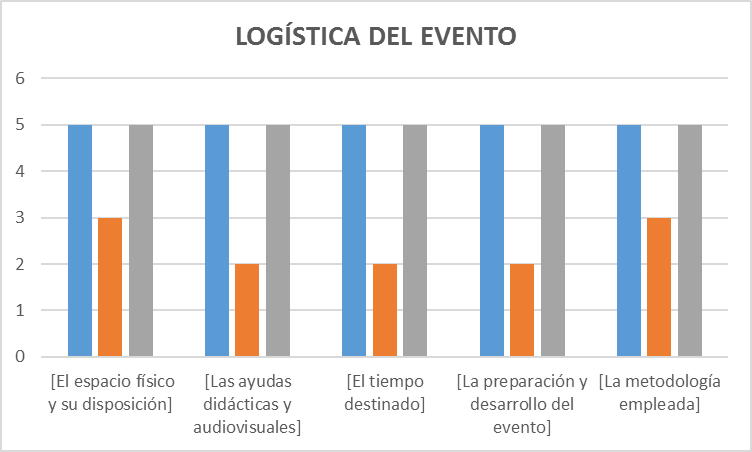 LOGÍSTICA DEL EVENTO
6
5
4
3
2
1
0
[El espacio físico
y su disposición]
[Las ayudas
didácticas y
audiovisuales]
[El tiempo
destinado]
[La preparación y
desarrollo del
evento]
[La metodología
empleada]